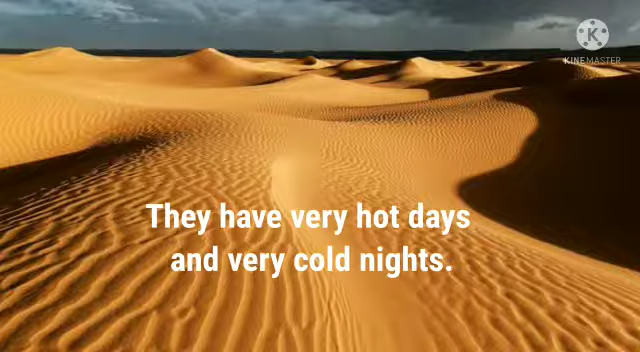 K
KINEMASTER
They have very hot days
and very cold nights.